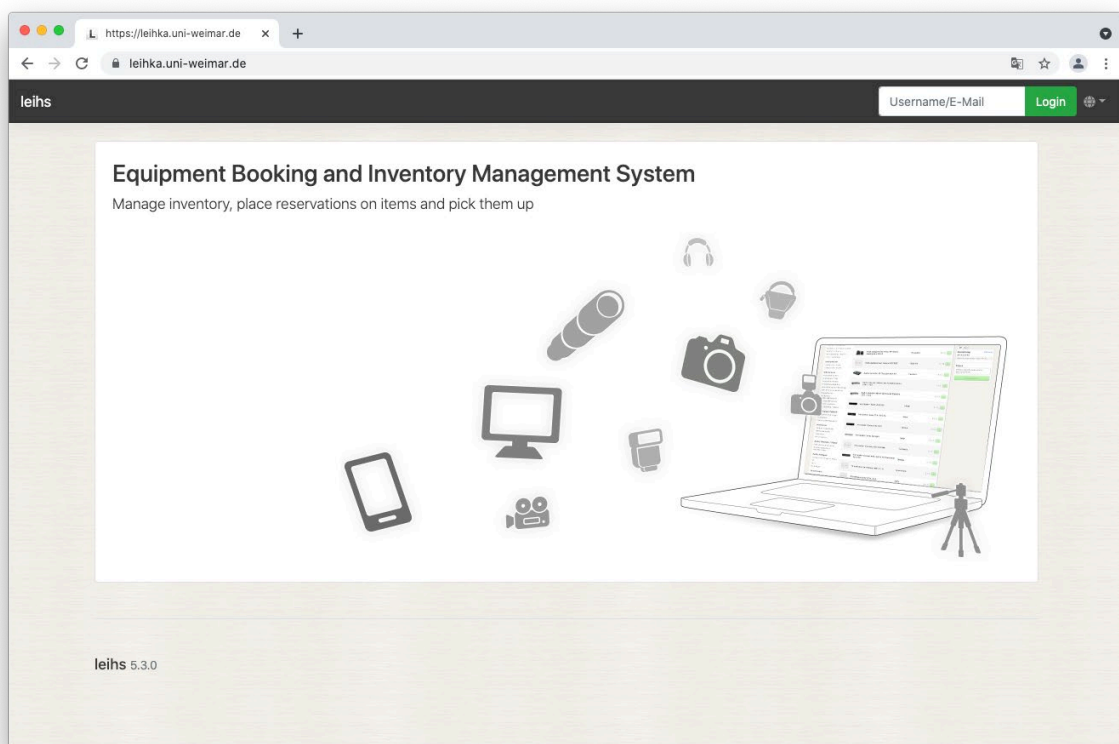 L https://leihka.uni-weimar.de
leihka.uni-weimar.de
leihs
Username/E-Mail
Login
Equipment Booking and Inventory Management System
Manage inventory, place reservations on items and pick them up
leihs 5.3.0